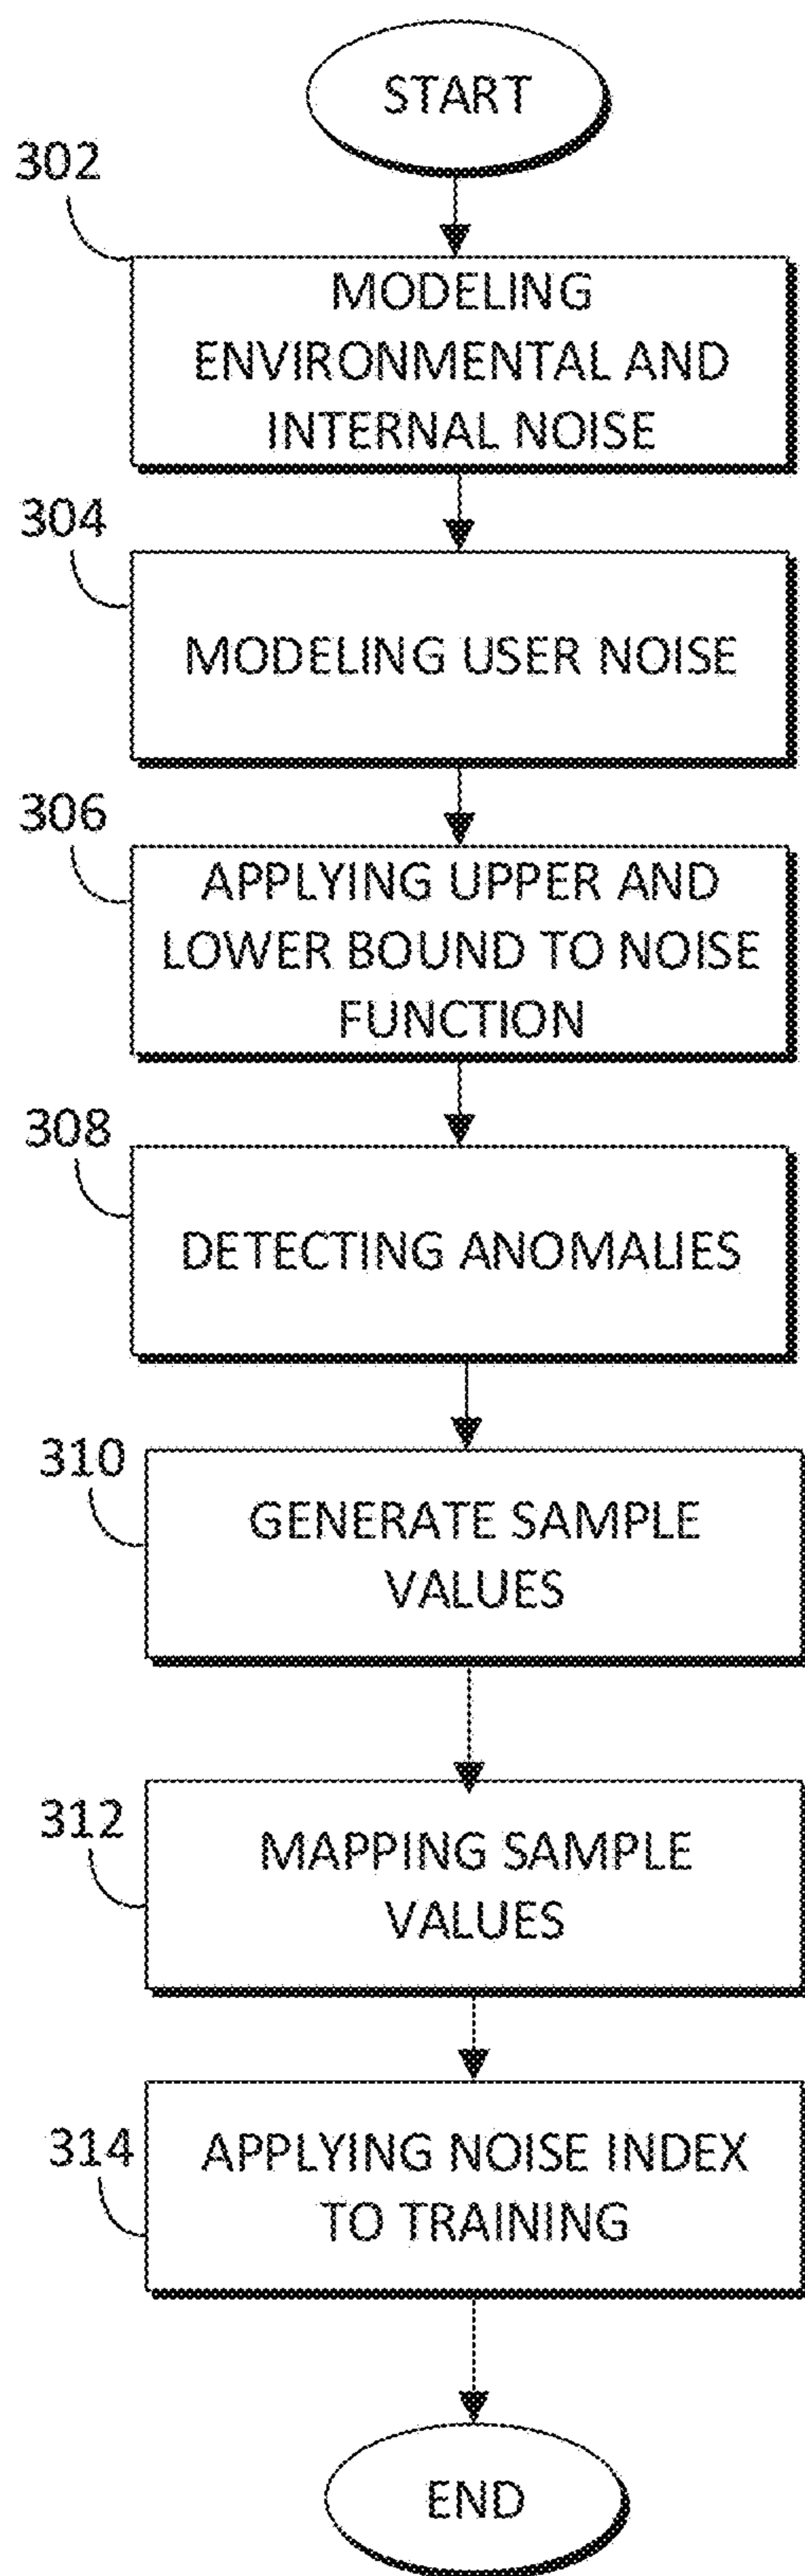 START
302
MODELING
ENVIRONMENTAL AND
INTERNAL NOISE
304
MODELING USER NOISE
306
APPLYING UPPER AND
LOWER BOUND TO NOISE
FUNCTION
308
DETECTING ANOMALIES
310
GENERATE SAMPLE
VALUES
312
MAPPING SAMPLE
VALUES
314
APPLYING NOISE INDEX
TO TRAINING
END